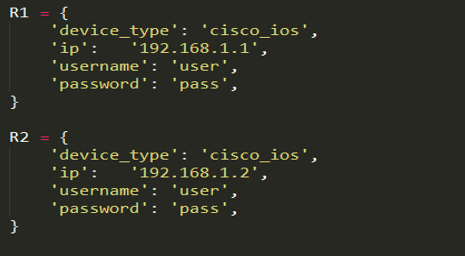 R1 = {
    'device_type': 'cisco_ios',
    'ip':   '192.168.1.1',
    'username': 'user',
    'password': 'pass',
}
R2 = {
    'device_type': 'cisco_ios',
    'ip':   '192.168.1.2',
    'username': 'user',
    'password': 'pass',
}